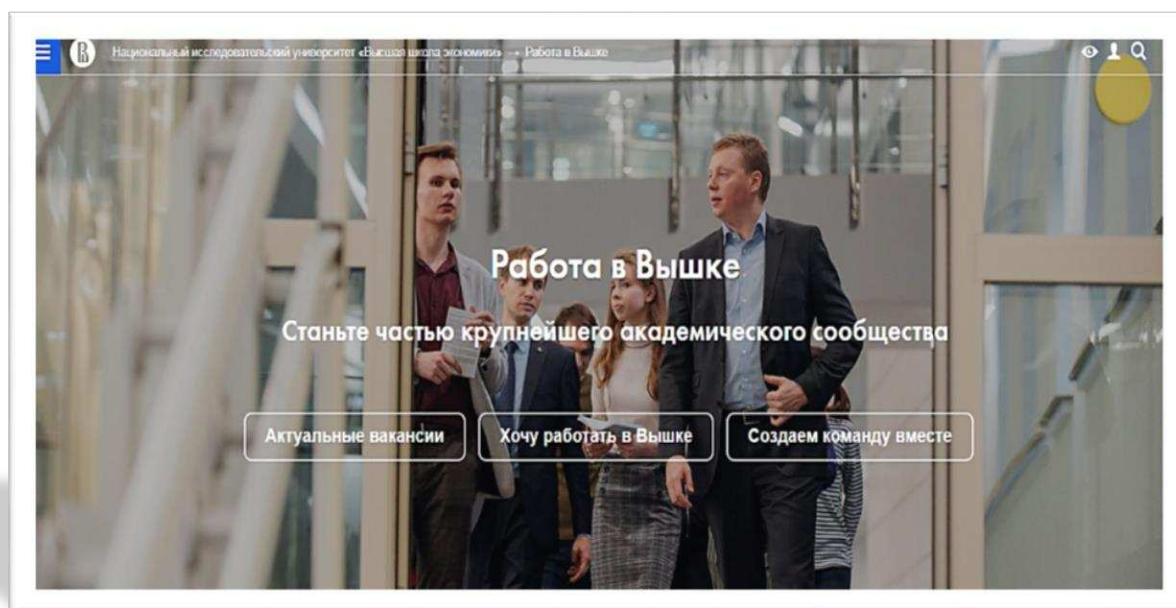 Национальный исследовательский университет «Высшая школа экономики» → Работа в Вышке
Работа в Вышке
Станьте частью крупнейшего академического сообщества
Актуальные вакансии
Хочу работать в Вышке
Создаем команду вместе